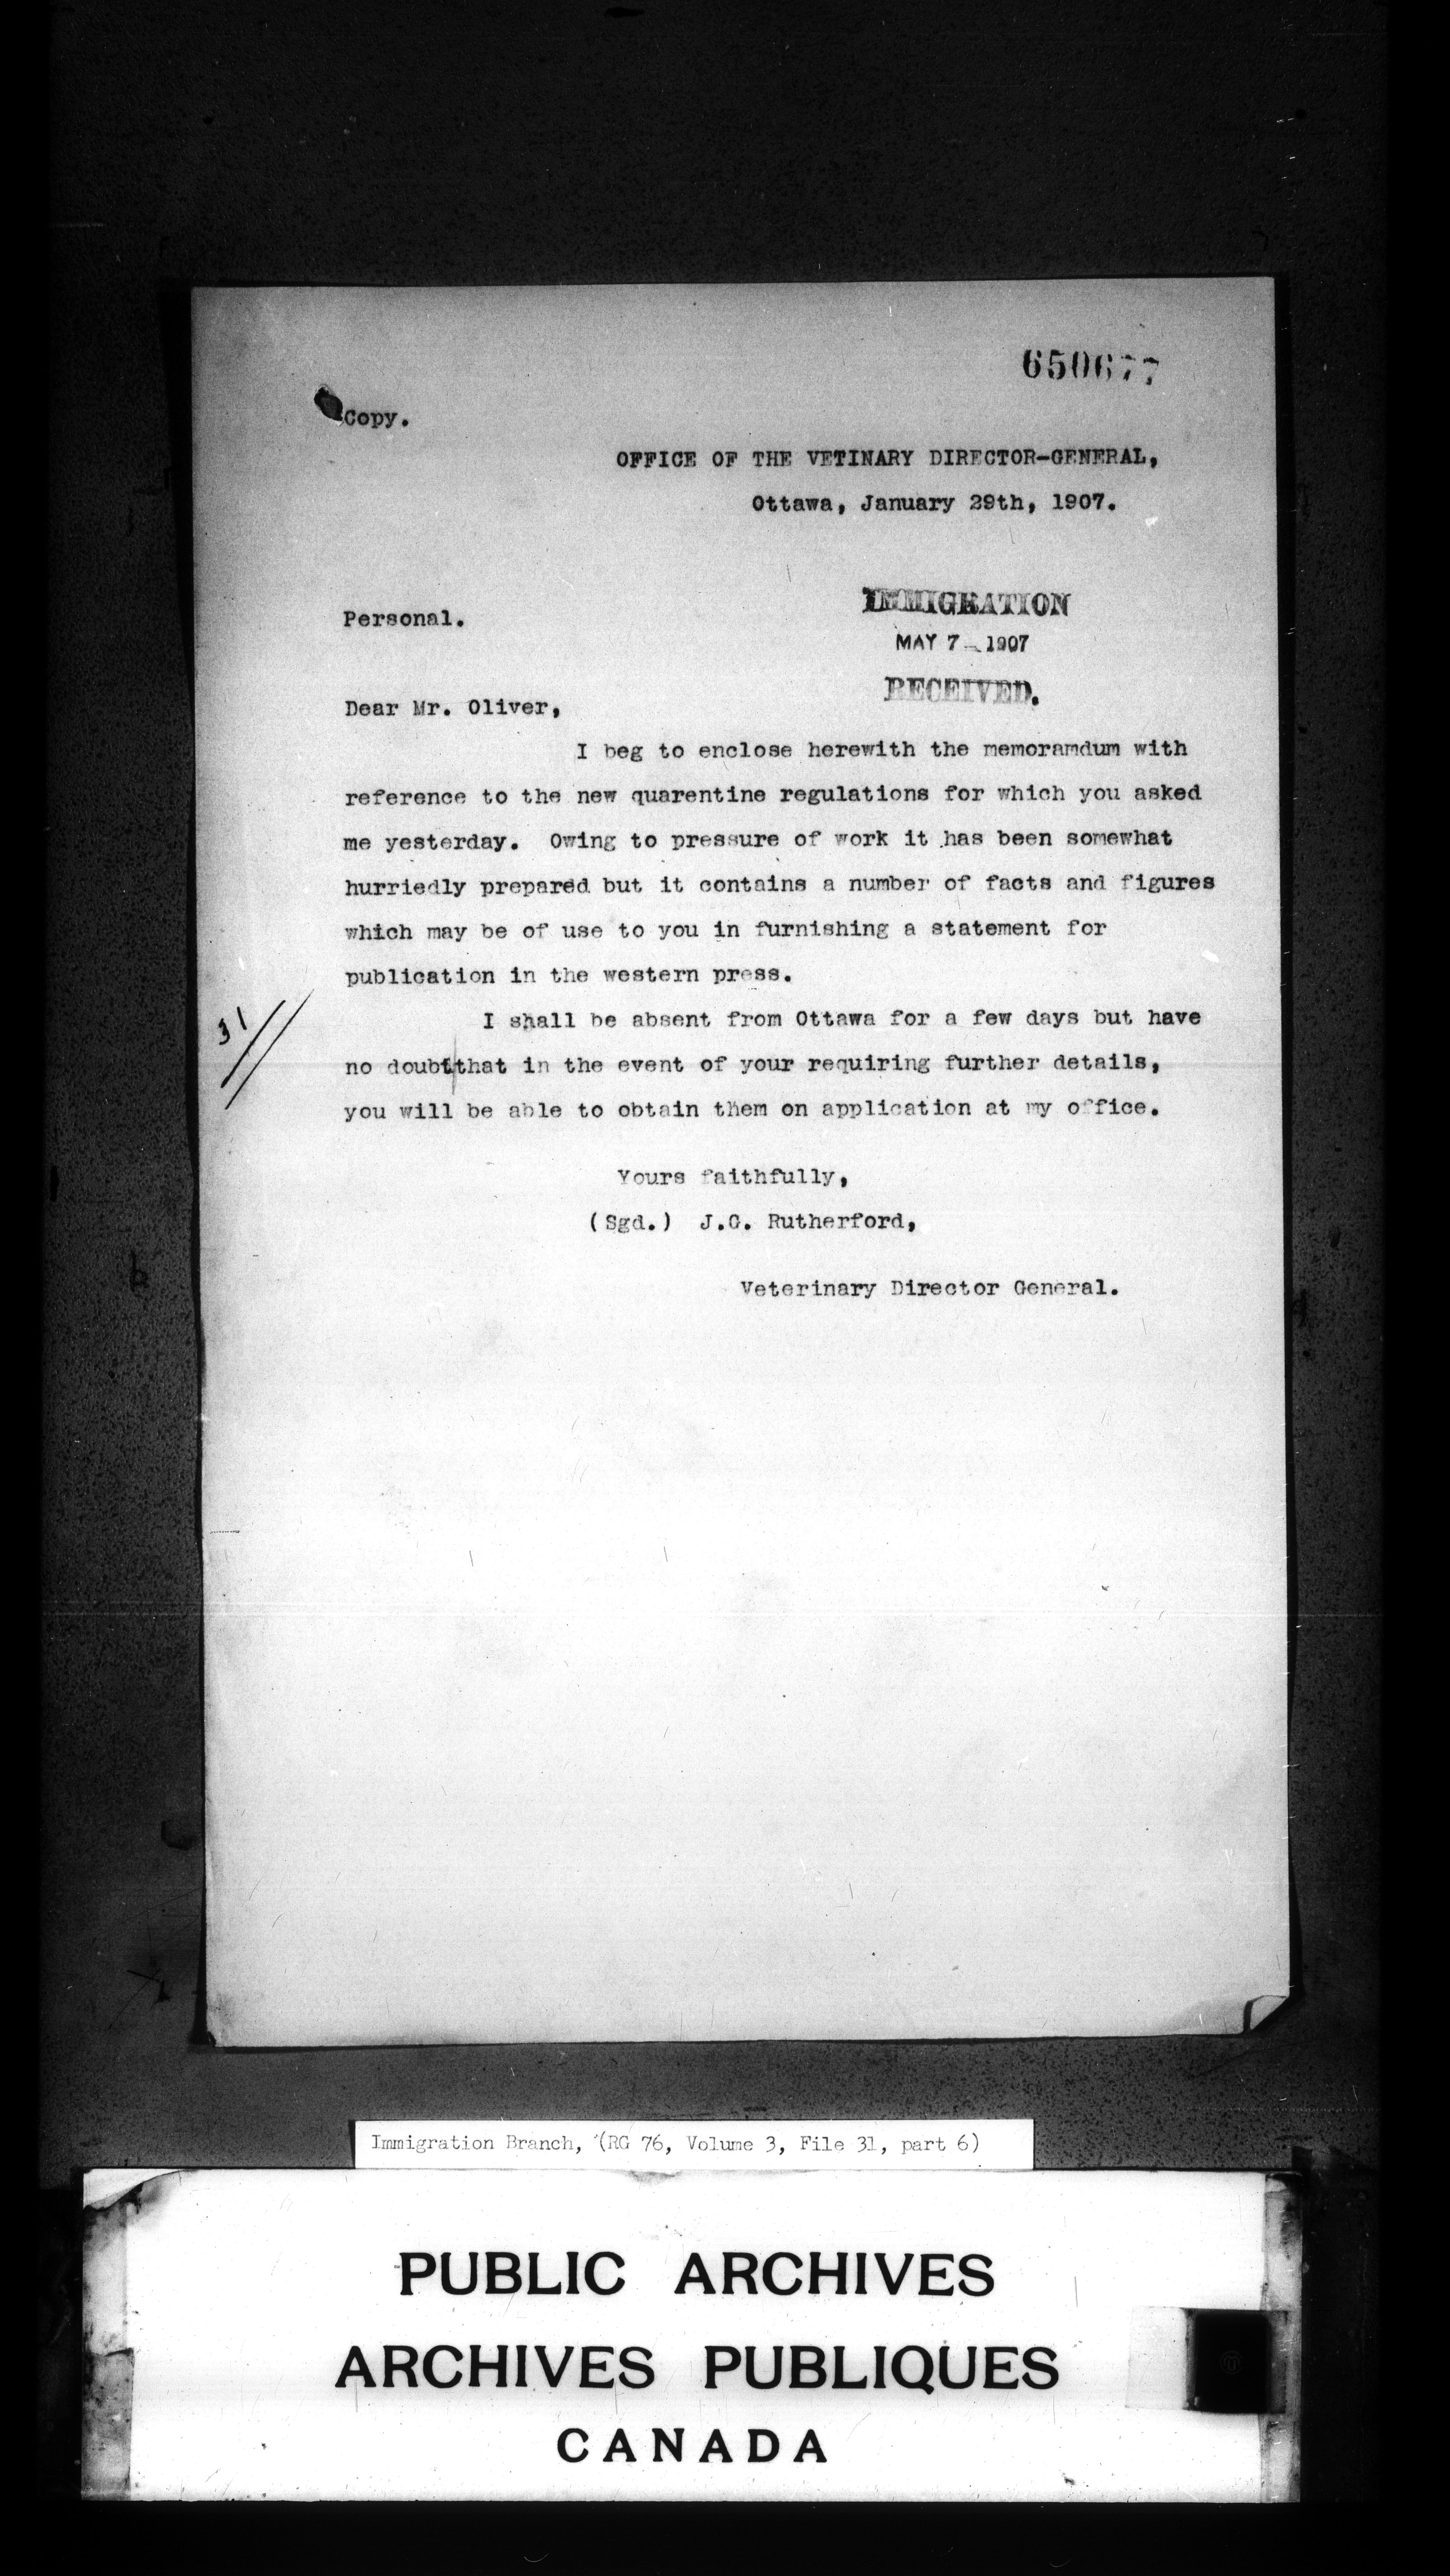 650677
Copy.
OFFICE OF THE VETINARY DIRECTOR-GENERAL,
Ottawa, January 29th, 1907.
IMMIGRATION
Personal.
MAY 7 - 1907
RECEIVED.
Dear Mr. Oliver,
I beg to enclose herewith the memoramdum with
reference to the new quarentine regulations for which you asked
me yesterday. Owing to pressure of work it has been somewhat
hurriedly prepared but it contains a number of facts and figures
which may be of use to you in furnishing a statement for
publication in the western press.
31
I shall be absent from Ottawa for a few days but have
no doubt|that in the event of your requiring further details,
you will be able to obtain them on application at my office.
Yours faithfully,
(Sgd.) J.G. Rutherford,
Veterinary Director General.
Immigration Branch, (RG 76, Volume 3, File 31, part 6)
PUBLIC ARCHIVES
ARCHIVES PUBLIQUES
CANADA